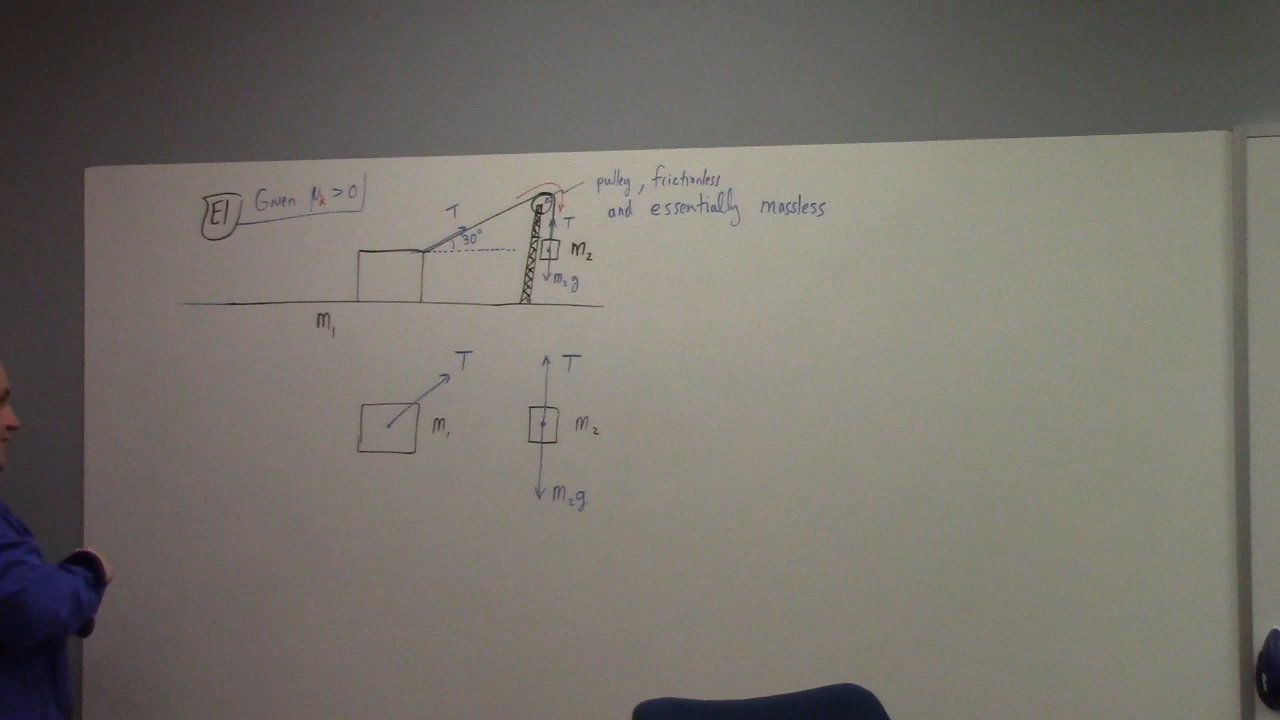 E1 Given μₖ > 0
pulley, frictionless
and essentially massless
T
30°
T
m₂
m₂g
m₁
T
m₁
T
m₂
m₂g